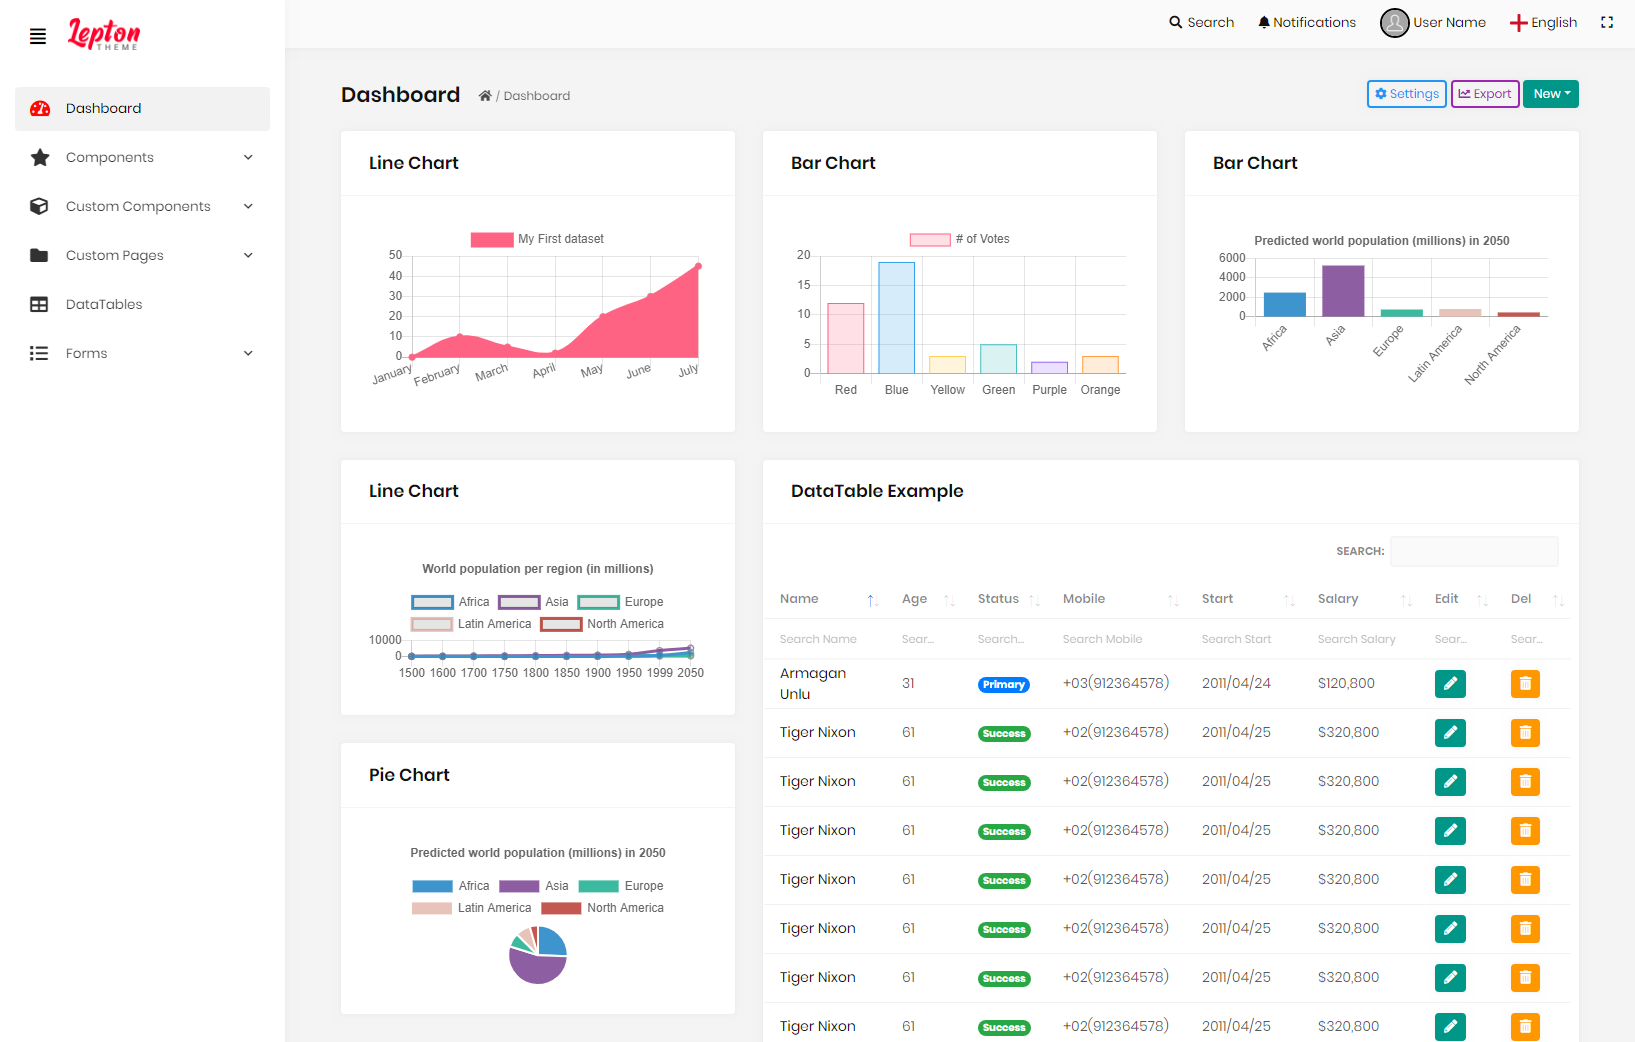 Lepton
THEME
Search
Notifications
User Name
English
Dashboard
Components
Custom Components
Custom Pages
DataTables
Forms
Dashboard
/ Dashboard
Settings
Export
New
Line Chart
My First dataset
50
40
30
20
10
0
January
February
March
April
May
June
July
Bar Chart
# of Votes
20
15
10
5
0
Red
Blue
Yellow
Green
Purple
Orange
Bar Chart
Predicted world population (millions) in 2050
6000
4000
2000
0
Africa
Asia
Europe
Latin America
North America
Line Chart
World population per region (in millions)
Africa
Asia
Europe
Latin America
North America
10000
0
1500 1600 1700 1750 1800 1850 1900 1950 1999 2050
Pie Chart
Predicted world population (millions) in 2050
Africa
Asia
Europe
Latin America
North America
DataTable Example
SEARCH:
Name Age Status Mobile Start Salary Edit Del
Search Name Sear... Search... Search Mobile Search Start Search Salary Sear... Sear...
Armagan
Unlu
31 Primary +03(912364578) 2011/04/24 $120,800
Tiger Nixon 61 Success +02(912364578) 2011/04/25 $320,800
Tiger Nixon 61 Success +02(912364578) 2011/04/25 $320,800
Tiger Nixon 61 Success +02(912364578) 2011/04/25 $320,800
Tiger Nixon 61 Success +02(912364578) 2011/04/25 $320,800
Tiger Nixon 61 Success +02(912364578) 2011/04/25 $320,800
Tiger Nixon 61 Success +02(912364578) 2011/04/25 $320,800
Tiger Nixon 61 Success +02(912364578) 2011/04/25 $320,800